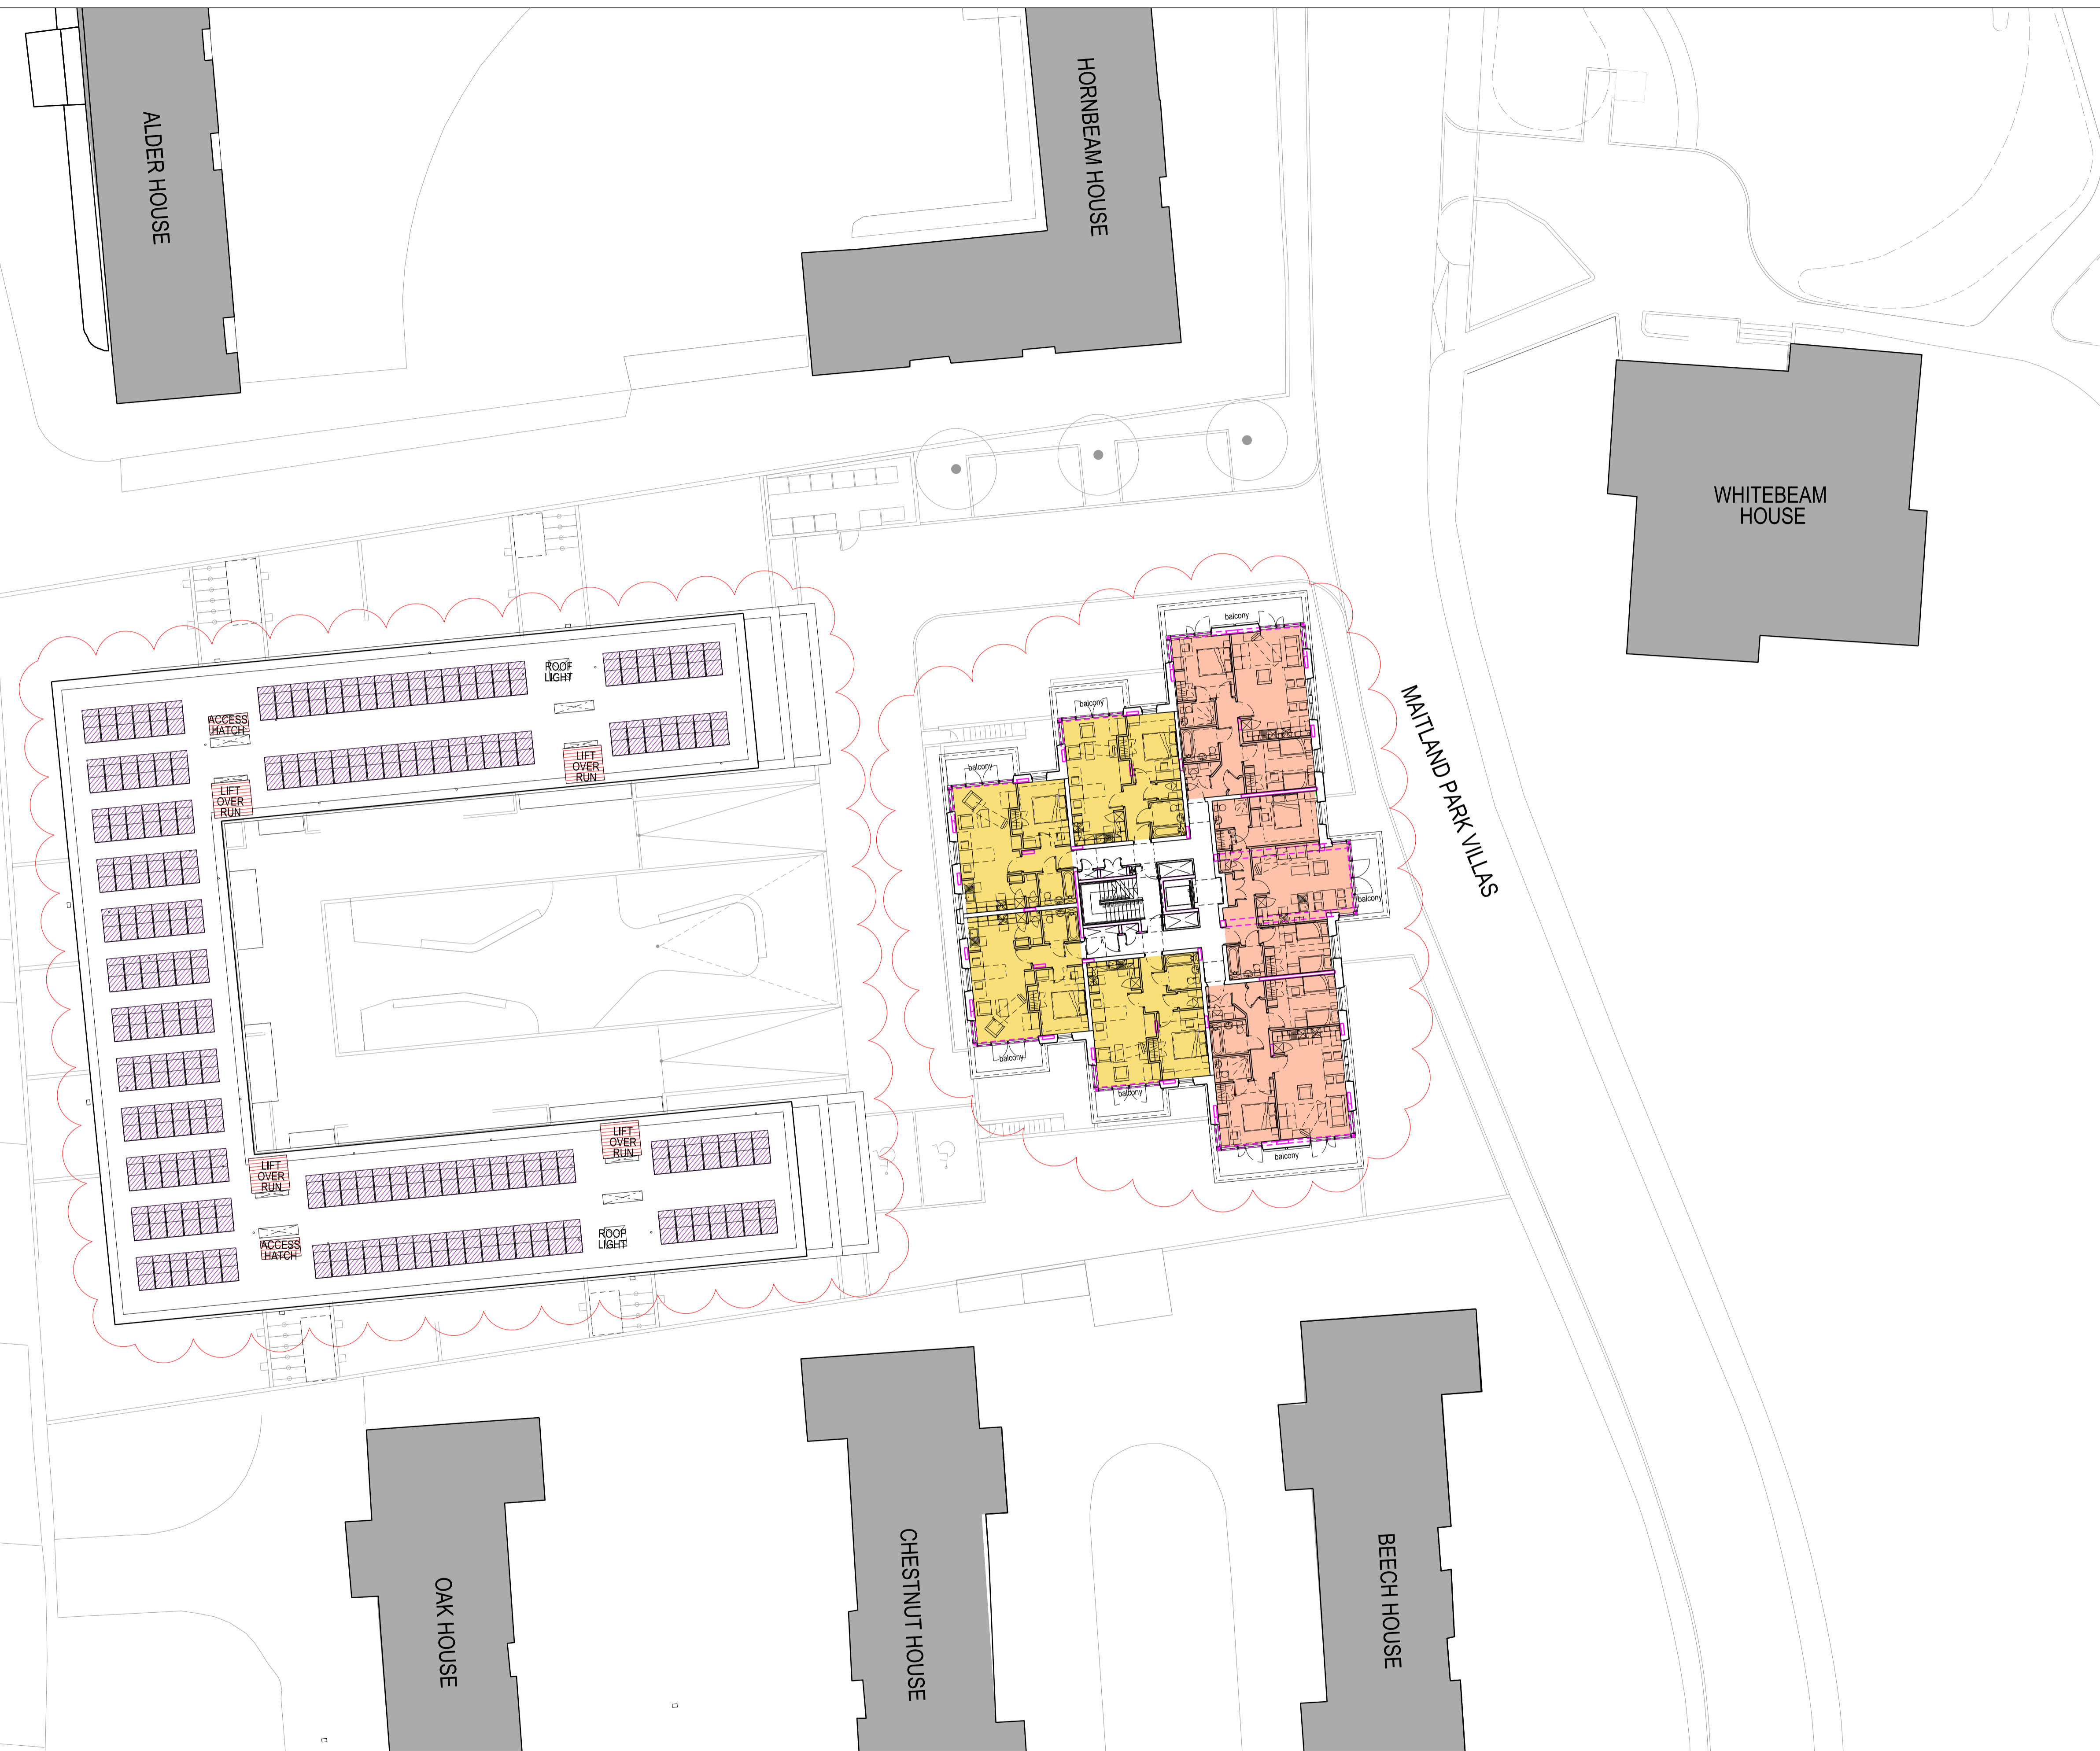 ALDER HOUSE
HORNBEAM HOUSE
WHITEBEAM
HOUSE
balcony
ROOF
LIGHT
MAITLAND PARK VILLAS
balcony
ACCESS
HATCH
LIFT
OVER
RUN
balcony
LIFT
OVER
RUN
balcony
balcony
balcony
LIFT
OVER
RUN
balcony
LIFT
OVER
RUN
ROOF
LIGHT
ACCESS
HATCH
OAK HOUSE
CHESTNUT HOUSE
BEECH HOUSE